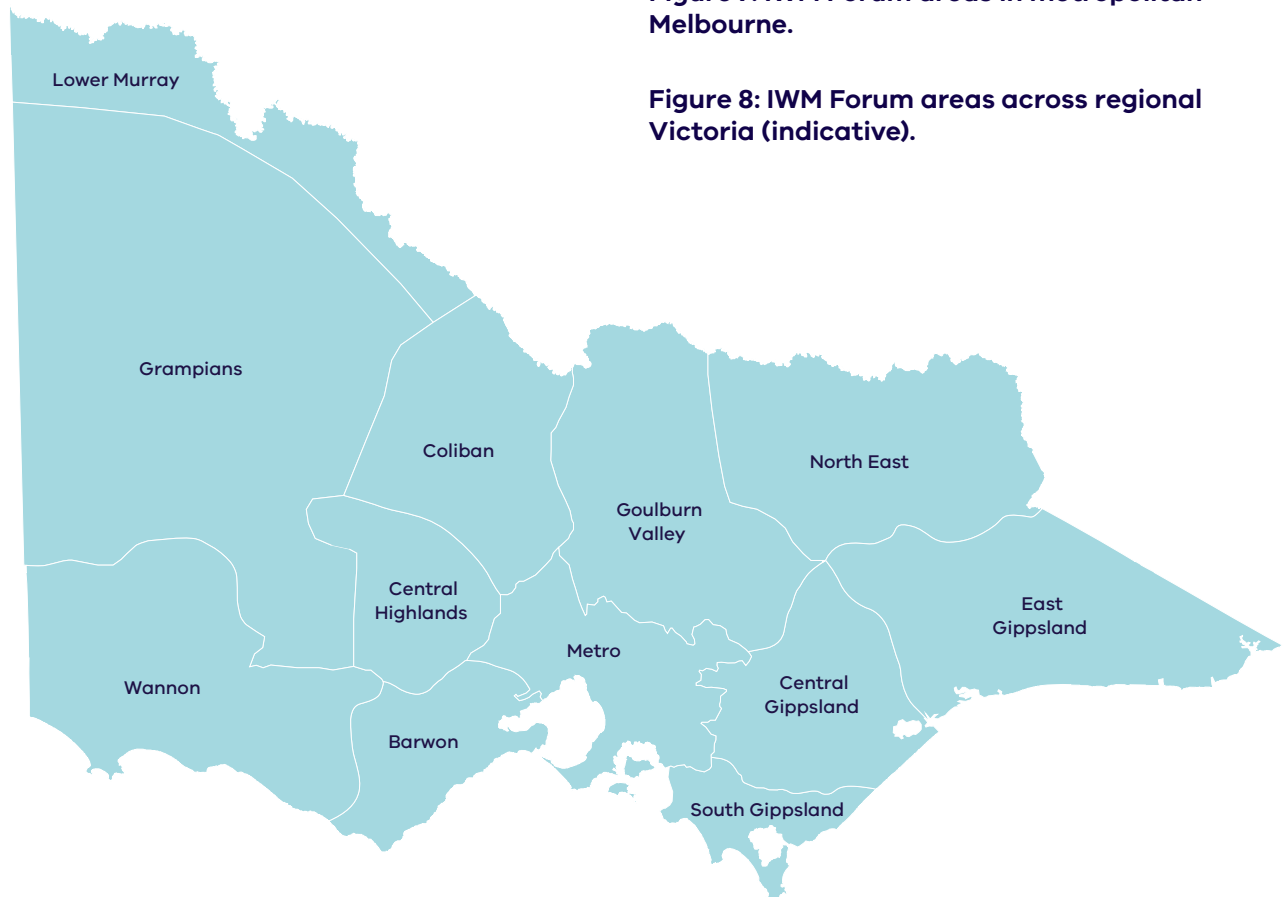 Melbourne.
Figure 8: IWM Forum areas across regional
Victoria (indicative).
Lower Murray
Grampians
Coliban
North East
Goulburn
Valley
Central
Highlands
East
Gippsland
Metro
Wannon
Central
Gippsland
Barwon
South Gippsland